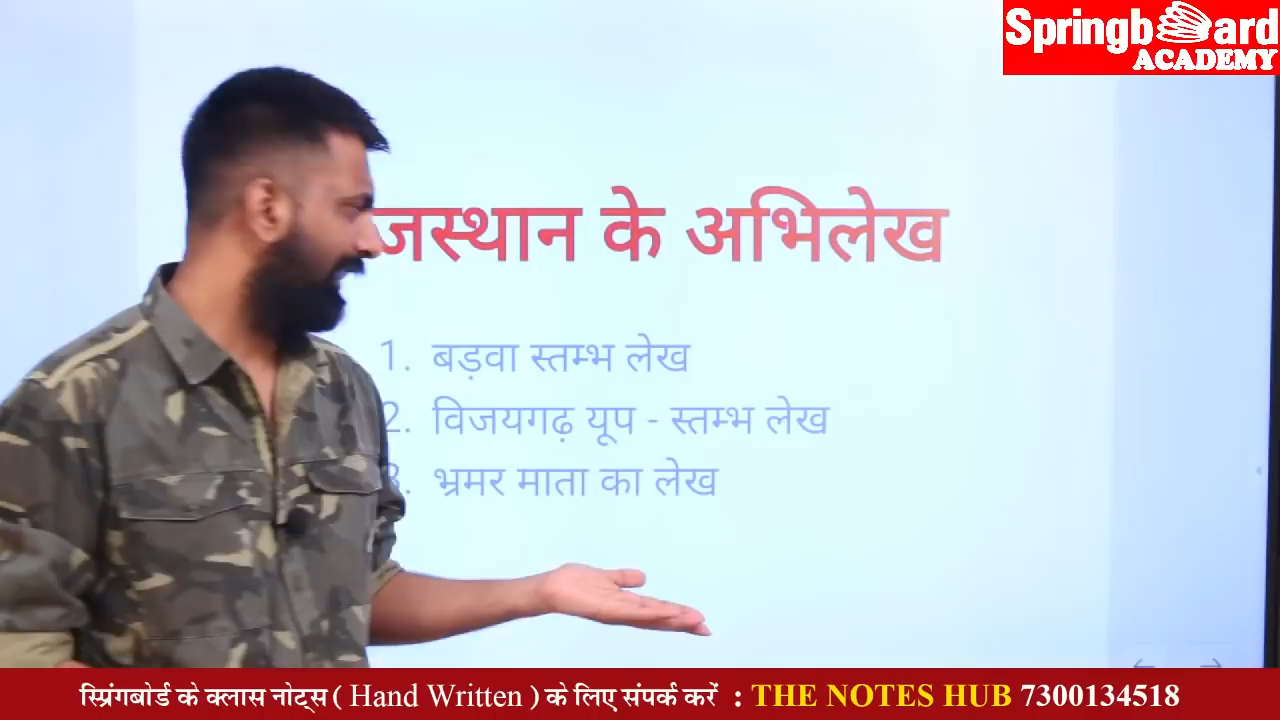 Springboard
ACADEMY
जस्थान के अभिलेख
1. बड़वा स्तम्भ लेख
2. विजयगढ़ यूप - स्तम्भ लेख
3. भ्रमर माता का लेख
स्प्रिंगबोर्ड के क्लास नोट्स ( Hand Written ) के लिए संपर्क करें : THE NOTES HUB 7300134518